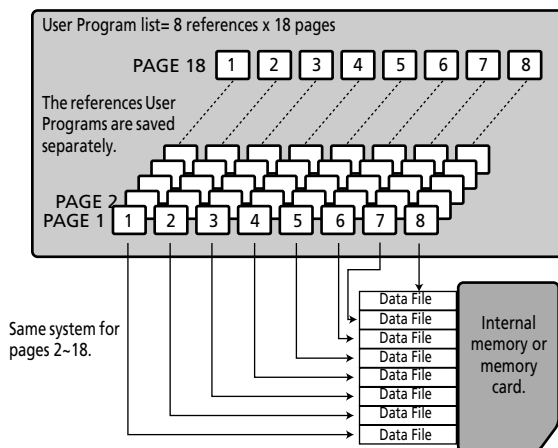 User Program list= 8 references x 18 pages
PAGE 18
1 2 3 4 5 6 7 8
The references User
Programs are saved
separately.
PAGE 2
PAGE 1
1 2 3 4 5 6 7 8
Same system for
pages 2~18.
Data File
Data File
Data File
Data File
Data File
Data File
Data File
Data File
Internal
memory or
memory
card.